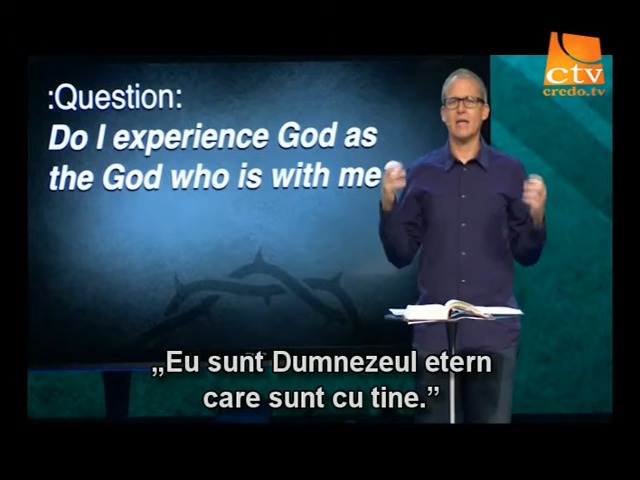 ctv
credo.tv
:Question:
Do I experience God as
the God who is with me
„Eu sunt Dumnezeul etern
care sunt cu tine.”